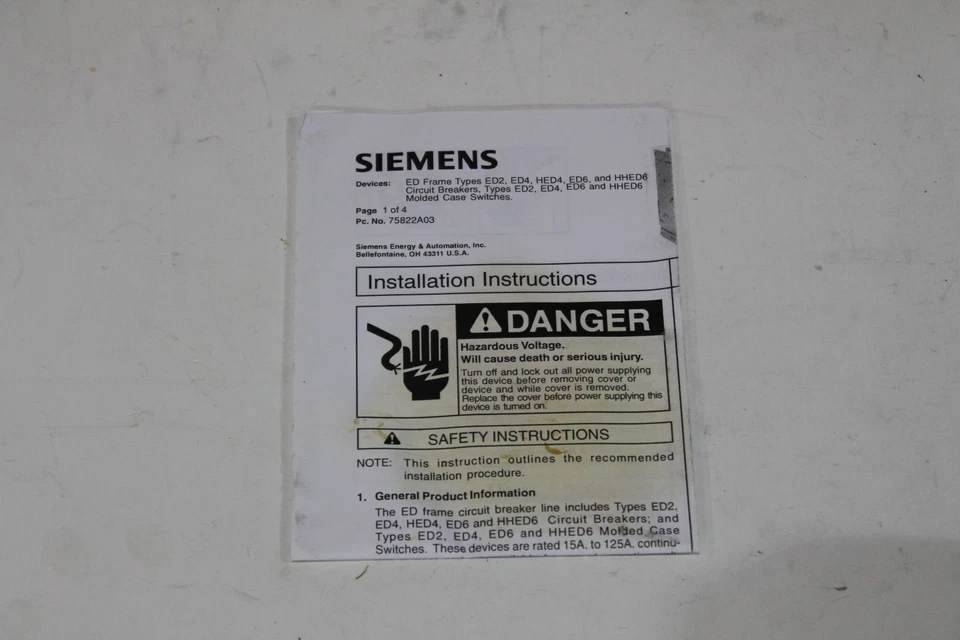 SIEMENS
Devices: ED Frame Types ED2, ED4, HED4, ED6, and HHED6
Circuit Breakers, Types ED2, ED4, ED6 and HHED6
Molded Case Switches.
Page 1 of 4
Pc. No. 75822A03
Siemens Energy & Automation, Inc.
Bellefontaine, OH 43311 U.S.A.
Installation Instructions
DANGER
Hazardous Voltage.
Will cause death or serious injury.
Turn off and lock out all power supplying
this device before removing cover or
device and while cover is removed.
Replace the cover before power supplying this
device is turned on.
SAFETY INSTRUCTIONS
NOTE: This instruction outlines the recommended
installation procedure.
1. General Product Information
The ED frame circuit breaker line includes Types ED2,
ED4, HED4, ED6 and HHED6 Circuit Breakers; and
Types ED2, ED4, ED6 and HHED6 Molded Case
Switches. These devices are rated 15A. to 125A. continu-